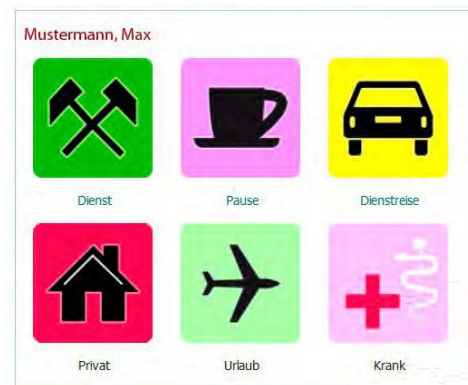 Mustermann, Max
Dienst Pause Dienstreise
Privat Urlaub Krank